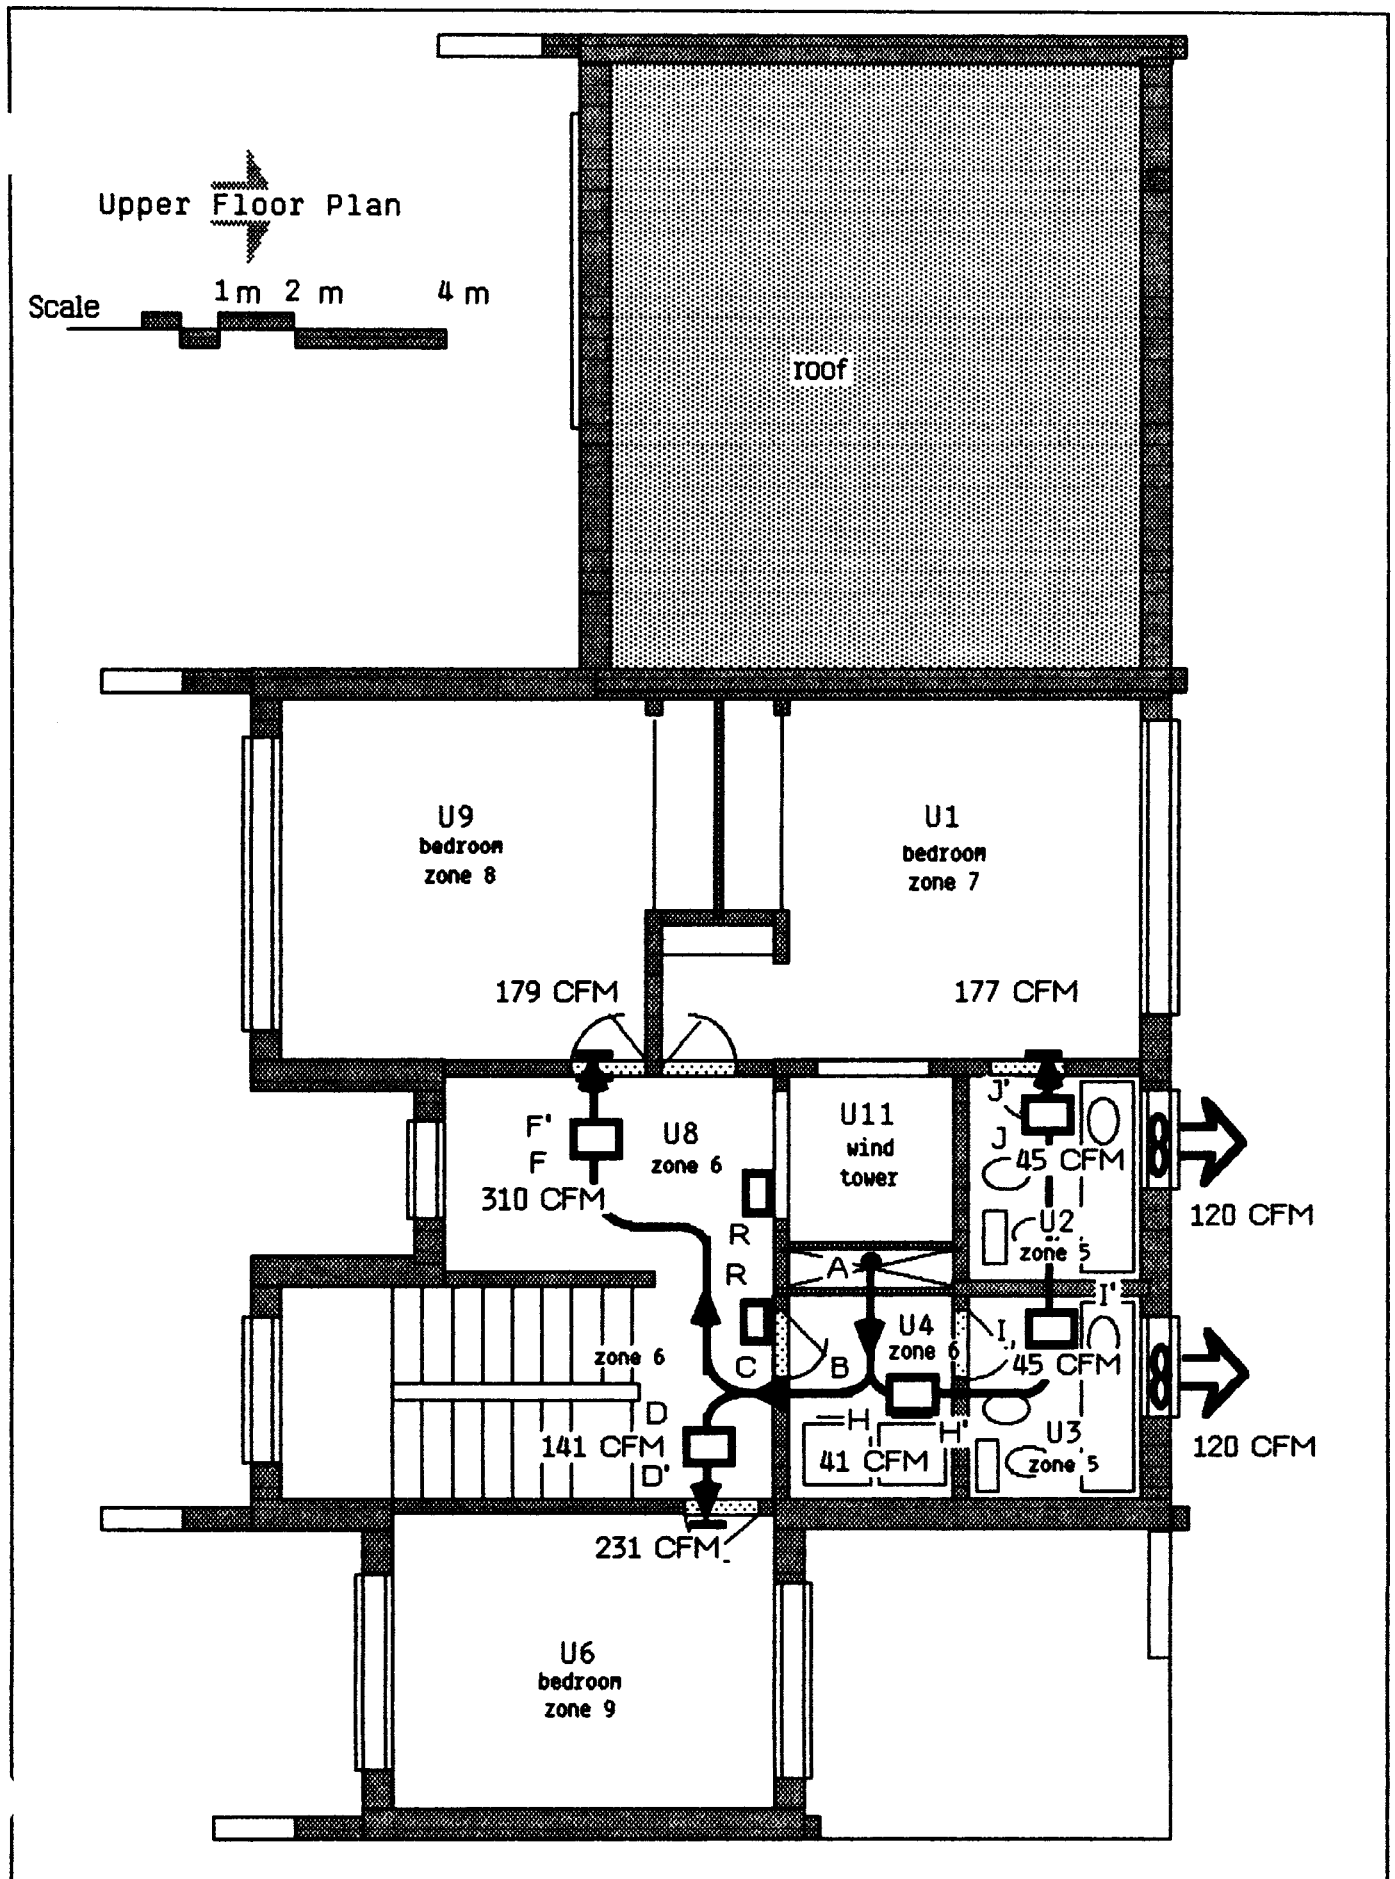 Upper Floor Plan
1m 2 m 4 m
Scale
roof
U9
bedroom
zone 8
U1
bedroom
zone 7
179 CFM
177 CFM
F'
F
310 CFM
U8
zone 6
U11
wind
tower
J'
J
45 CFM
120 CFM
U2
zone 5
R
R
A
I'
zone 6
C
B
U4
zone 6
I,
45 CFM
D
141 CFM
D'
H
H'
41 CFM
U3
zone 5
120 CFM
231 CFM
U6
bedroom
zone 9